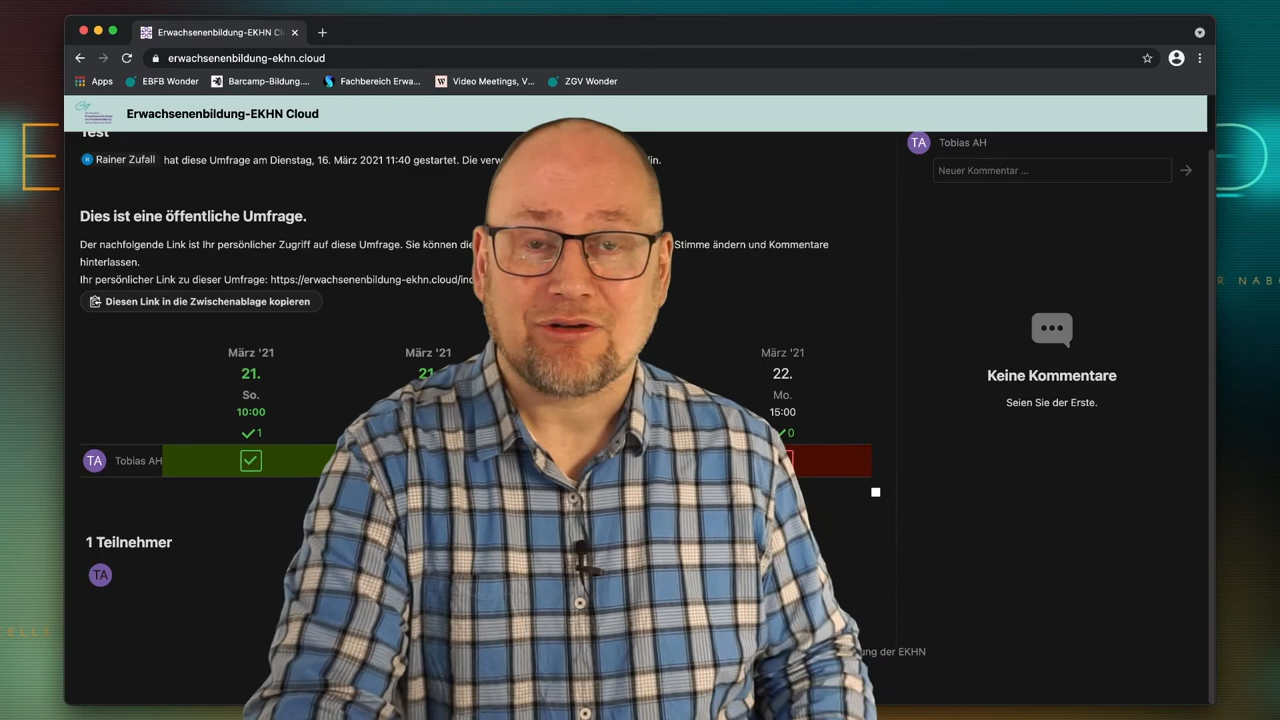 Erwachsenenbildung-EKHN Cl
erwachsenenbildung-ekhn.cloud
Apps EBFB Wonder Barcamp-Bildung.... Fachbereich Erwa... Video Meetings, V... ZGV Wonder
Erwachsenenbildung-EKHN Cloud
Test
R Rainer Zufall hat diese Umfrage am Dienstag, 16. März 2021 11:40 gestartet. Die verw in.
Dies ist eine öffentliche Umfrage.
Der nachfolgende Link ist Ihr persönlicher Zugriff auf diese Umfrage. Sie können die Stimme ändern und Kommentare
hinterlassen.
Ihr persönlicher Link zu dieser Umfrage: https://erwachsenenbildung-ekhn.cloud/ind
Diesen Link in die Zwischenablage kopieren
März '21 März '21 März '21
21. 21 22.
So. Mo.
10:00 15:00
1 0
TA Tobias AH
1 Teilnehmer
TA
ung der EKHN
TA Tobias AH
Neuer Kommentar ...
Keine Kommentare
Seien Sie der Erste.
E D
R NABO
CELLA